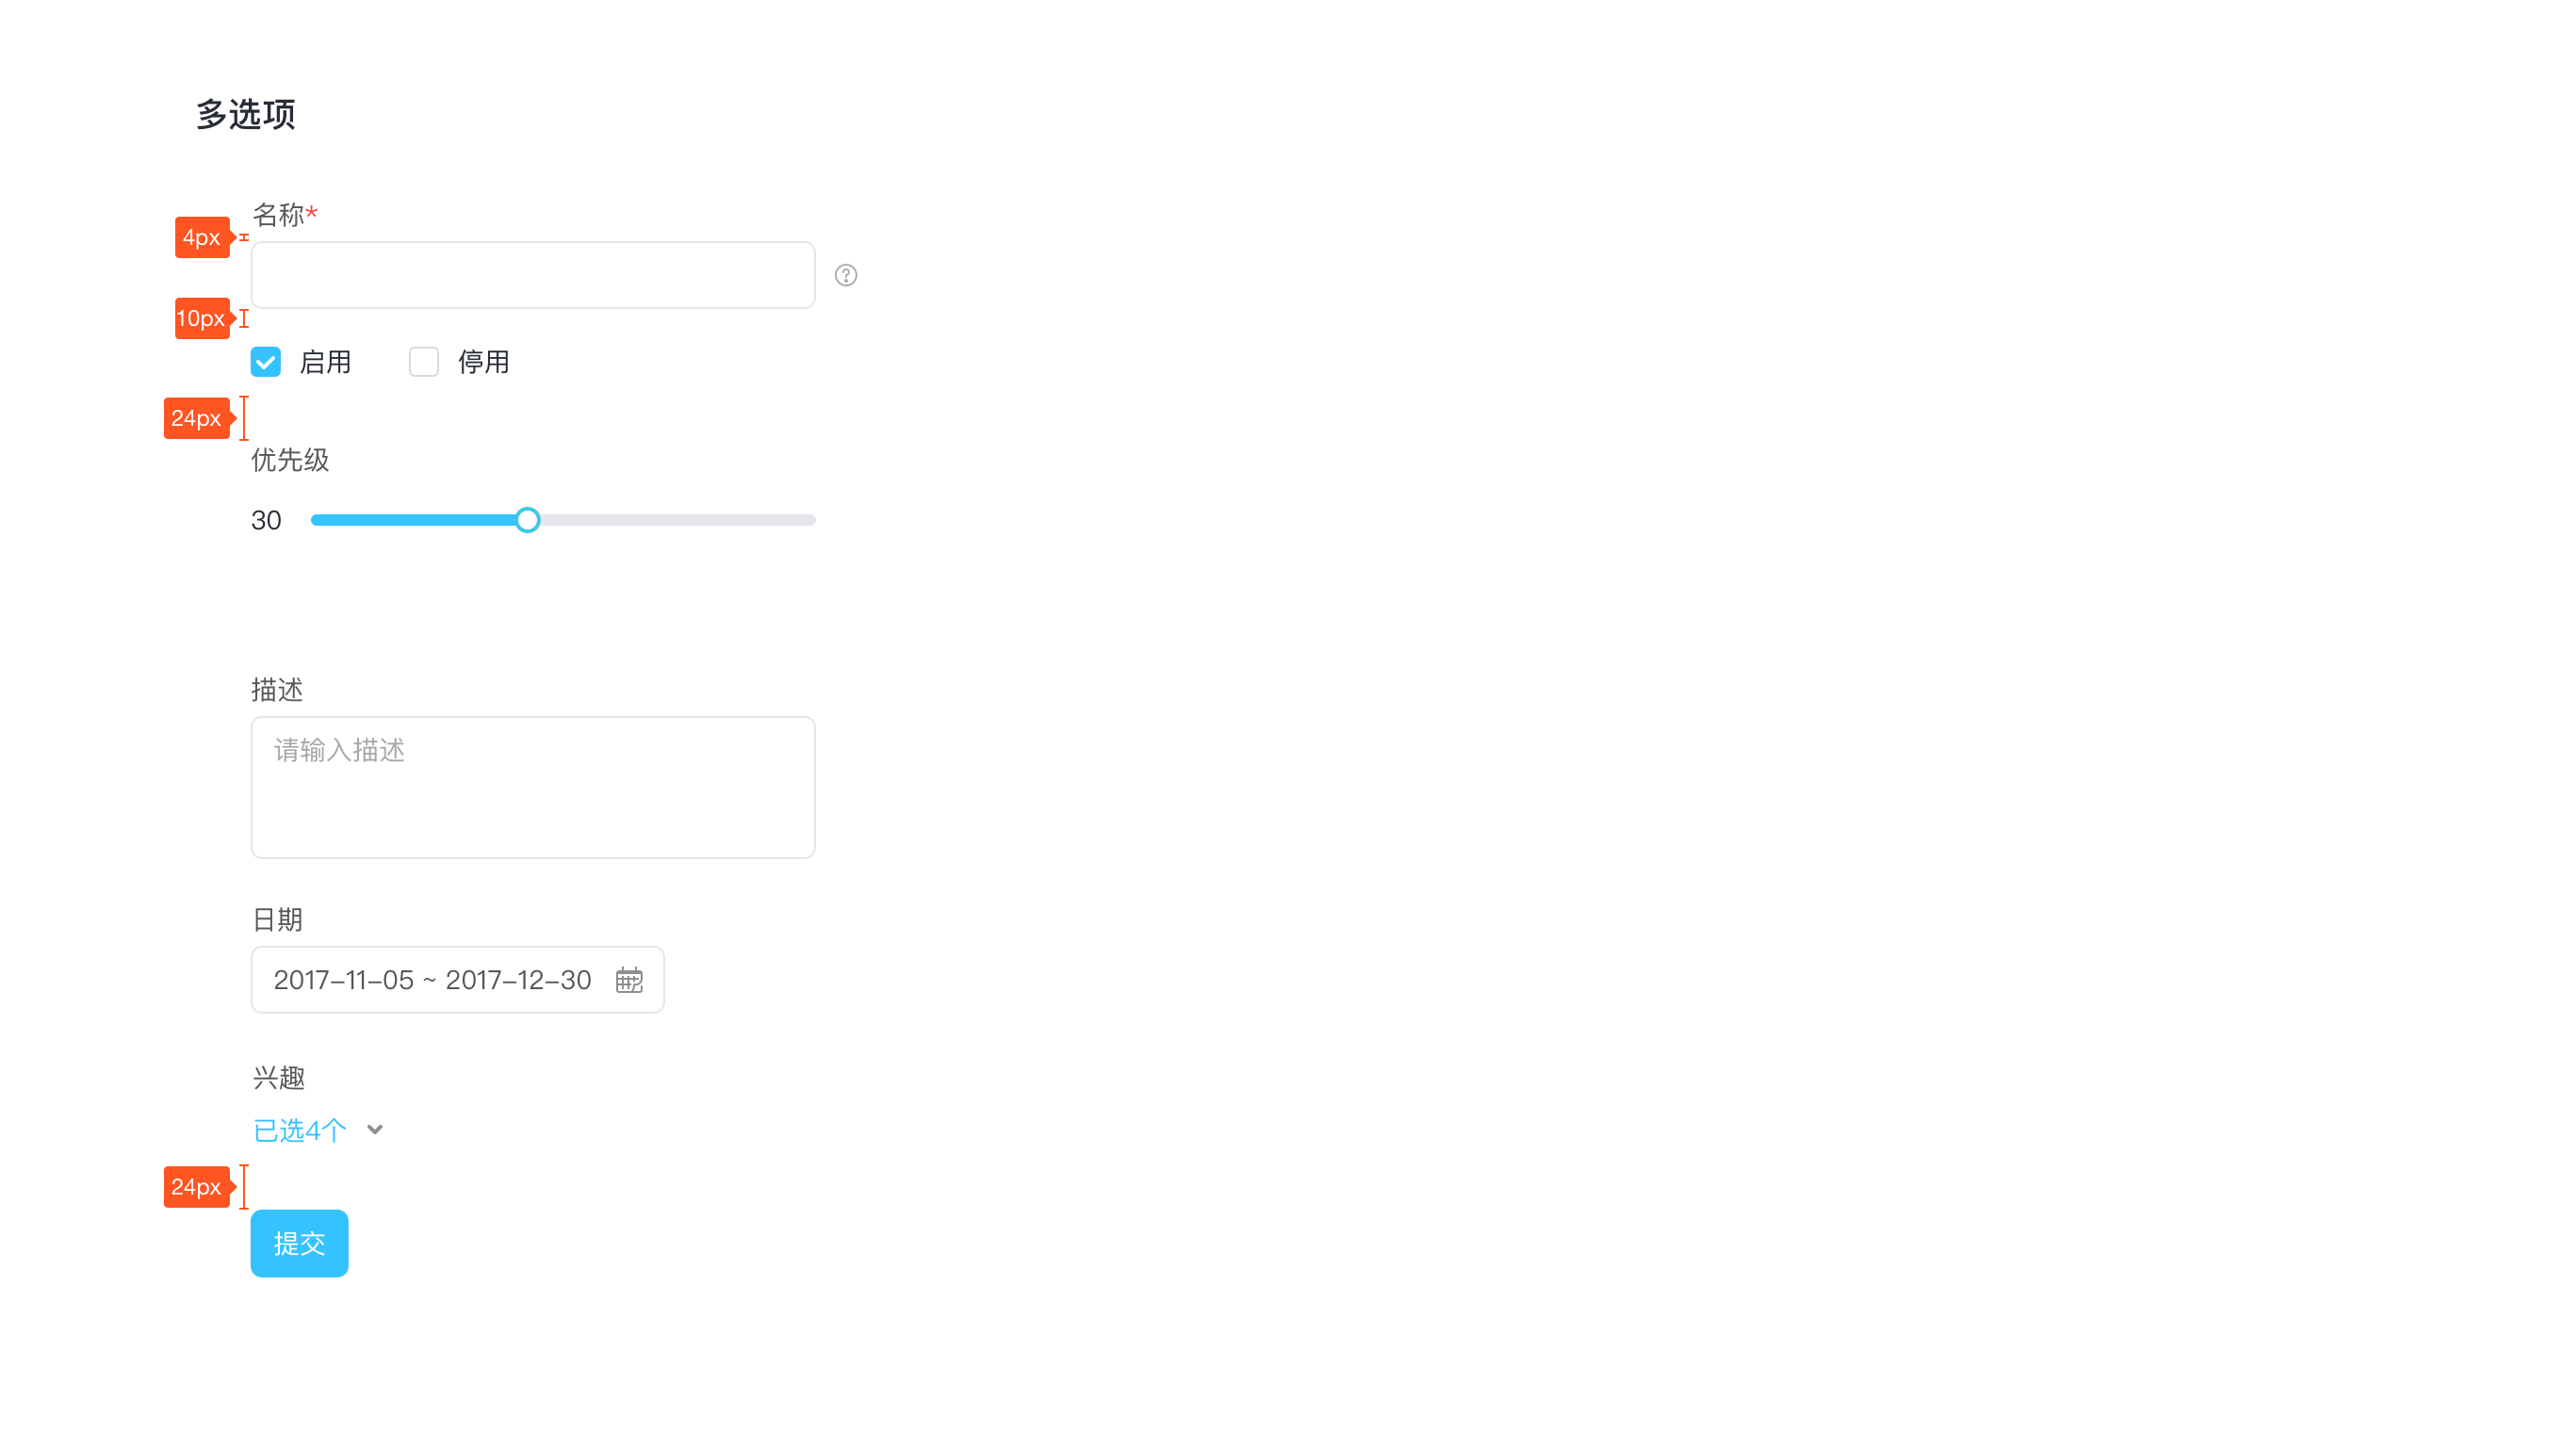 多选项
名称*
4px
10px
启用 停用
24px
优先级
30
描述
请输入描述
日期
2017-11-05 ~ 2017-12-30
兴趣
已选4个
24px
提交